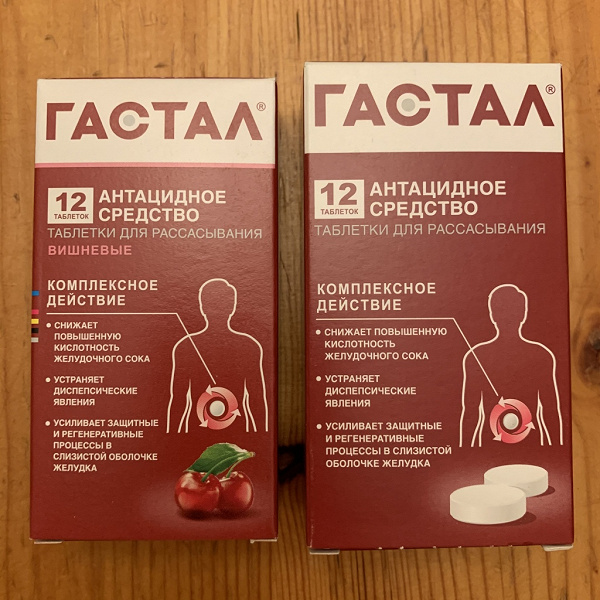 ГАСТАЛ®
12
ТАБЛЕТОК
АНТАЦИДНОЕ
СРЕДСТВО
ТАБЛЕТКИ ДЛЯ РАССАСЫВАНИЯ
ВИШНЕВЫЕ
КОМПЛЕКСНОЕ
ДЕЙСТВИЕ
• СНИЖАЕТ
ПОВЫШЕННУЮ
КИСЛОТНОСТЬ
ЖЕЛУДОЧНОГО СОКА
• УСТРАНЯЕТ
ДИСПЕПСИЧЕСКИЕ
ЯВЛЕНИЯ
• УСИЛИВАЕТ ЗАЩИТНЫЕ
И РЕГЕНЕРАТИВНЫЕ
ПРОЦЕССЫ В
СЛИЗИСТОЙ ОБОЛОЧКЕ
ЖЕЛУДКА
ГАСТАЛ®
12
ТАБЛЕТОК
АНТАЦИДНОЕ
СРЕДСТВО
ТАБЛЕТКИ ДЛЯ РАССАСЫВАНИЯ
КОМПЛЕКСНОЕ
ДЕЙСТВИЕ
• СНИЖАЕТ ПОВЫШЕННУЮ
КИСЛОТНОСТЬ
ЖЕЛУДОЧНОГО СОКА
• УСТРАНЯЕТ
ДИСПЕПСИЧЕСКИЕ
ЯВЛЕНИЯ
• УСИЛИВАЕТ ЗАЩИТНЫЕ
И РЕГЕНЕРАТИВНЫЕ
ПРОЦЕССЫ В СЛИЗИСТОЙ
ОБОЛОЧКЕ ЖЕЛУДКА